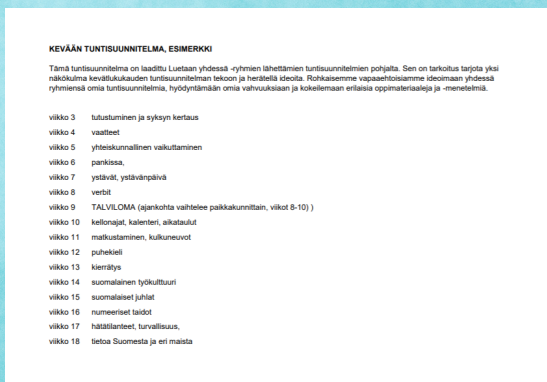 KEVÄÄN TUNTISUUNNITELMA, ESIMERKKI
Tämä tuntisuunnitelma on laadittu Luetaan yhdessä -ryhmien lähettämien tuntisuunnitelmien pohjalta. Sen on tarkoitus tarjota yksi
näkökulma kevätlukukauden tuntisuunnitelman tekoon ja herätellä ideoita. Rohkaisemme vapaaehtoisiamme ideoimaan yhdessä
ryhmiensä omia tuntisuunnitelmia, hyödyntämään omia vahvuuksiaan ja kokeilemaan erilaisia oppimateriaaleja ja -menetelmiä.
viikko 3 tutustuminen ja syksyn kertaus
viikko 4 vaatteet
viikko 5 yhteiskunnallinen vaikuttaminen
viikko 6 pankissa,
viikko 7 ystävät, ystävänpäivä
viikko 8 verbit
viikko 9 TALVILOMA (ajankohta vaihtelee paikkakunnittain, viikot 8-10) )
viikko 10 kellonajat, kalenteri, aikataulut
viikko 11 matkustaminen, kulkuneuvot
viikko 12 puhekieli
viikko 13 kierrätys
viikko 14 suomalainen työkulttuuri
viikko 15 suomalaiset juhlat
viikko 16 numeeriset taidot
viikko 17 hätätilanteet, turvallisuus,
viikko 18 tietoa Suomesta ja eri maista